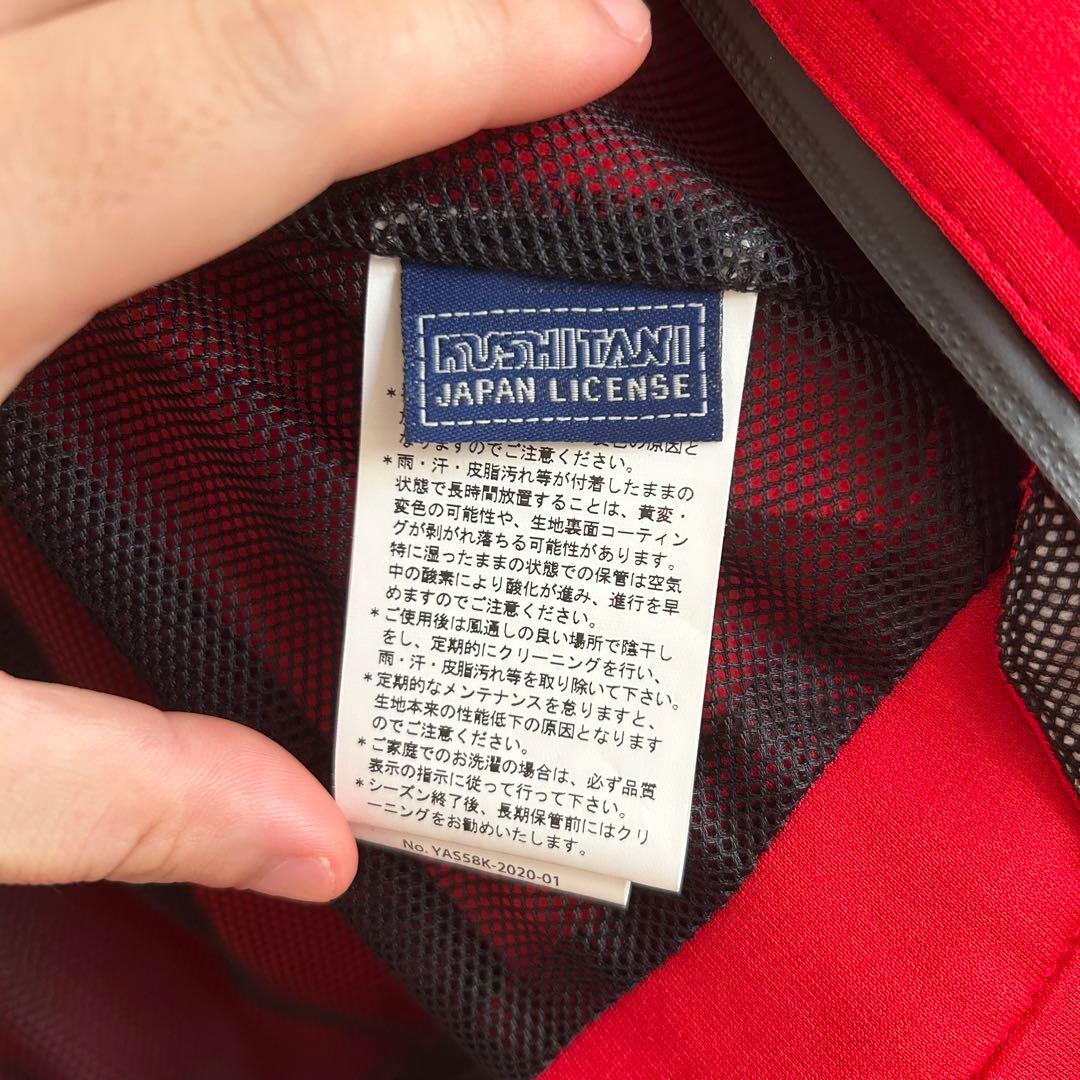 KUSHITANI
JAPAN LICENSE
*
の原因と
なりますのでご注意ください。
*雨・汗・皮脂汚れ等が付着したままの
状態で長時間放置することは、黄変・
変色の可能性や、生地裏面コーティン
グが剥がれ落ちる可能性があります。
特に湿ったままの状態での保管は空気
中の酸素により酸化が進み、進行を早
めますのでご注意ください。
*ご使用後は風通しの良い場所で陰干し
をし、定期的にクリーニングを行い、
雨・汗・皮脂汚れ等を取り除いて下さい。
*定期的なメンテナンスを怠りますと、
生地本来の性能低下の原因となります
のでご注意ください。
*ご家庭でのお洗濯の場合は、必ず品質
表示の指示に従って行って下さい。
*シーズン終了後、長期保管前にはクリ
ーニングをお勧めいたします。
No. YAS58K-2020-01